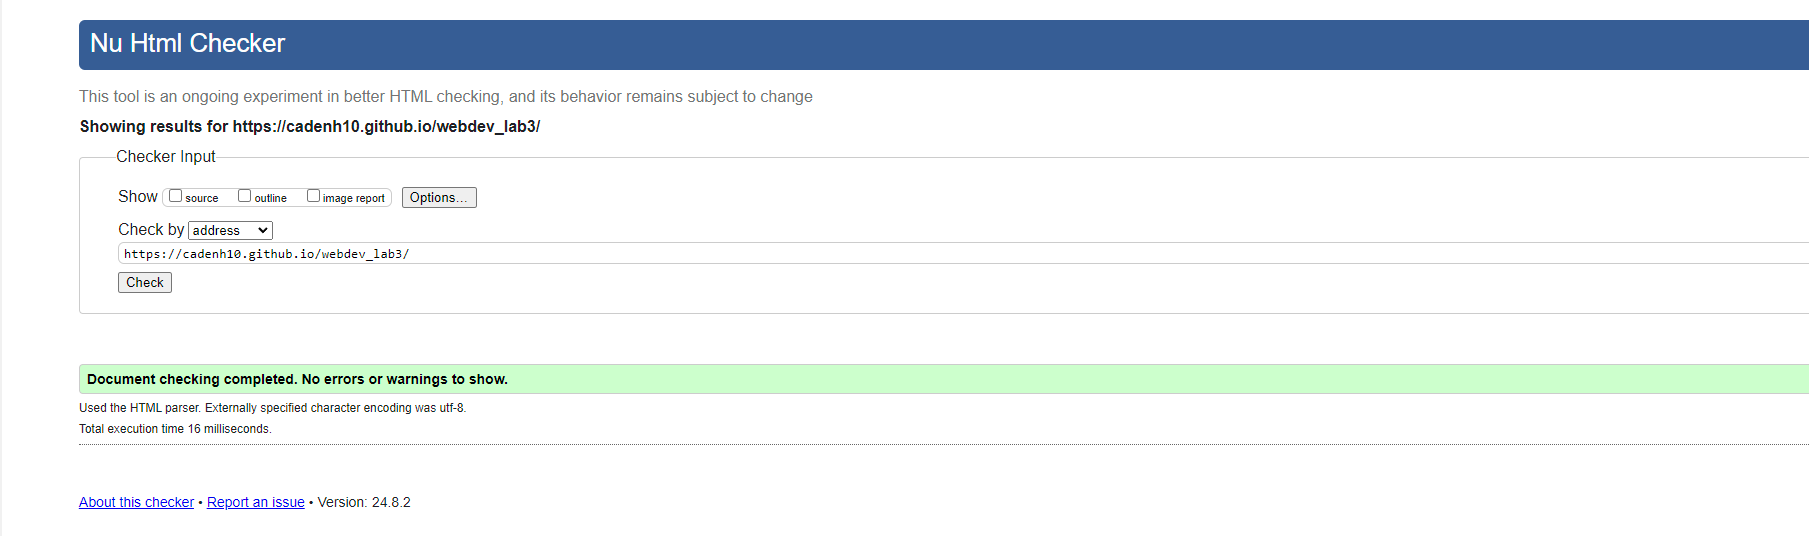 Nu Html Checker
This tool is an ongoing experiment in better HTML checking, and its behavior remains subject to change
Showing results for https://cadenh10.github.io/webdev_lab3/
Checker Input
Show source outline image report Options...
Check by address
https://cadenh10.github.io/webdev_lab3/
Check
Document checking completed. No errors or warnings to show.
Used the HTML parser. Externally specified character encoding was utf-8.
Total execution time 16 milliseconds.
About this checker • Report an issue • Version: 24.8.2